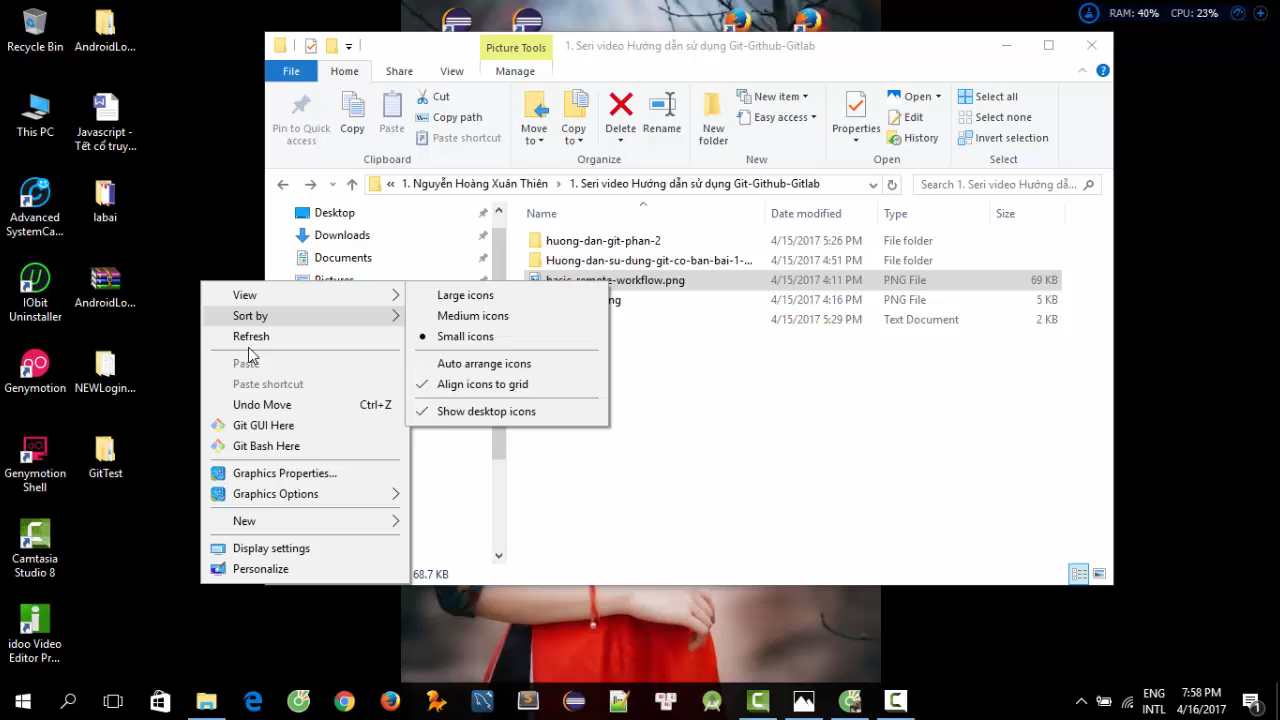 RAM: 40%
CPU: 23%
Recycle Bin
AndroidLo...
This PC
Javascript -
Tết cổ truy...
Advanced
SystemCa...
labai
IObit
Uninstaller
AndroidLo...
Genymotion
NEWLogin...
Genymotion
Shell
GitTest
Camtasia
Studio 8
idoo Video
Editor Pr...
Picture Tools
1. Seri video Hướng dẫn sử dụng Git-Github-Gitlab
File
Home
Share
View
Manage
Pin to Quick
access
Copy
Paste
Cut
Copy path
Paste shortcut
Clipboard
Move
to
Copy
to
Delete
Rename
Organize
New
folder
New item
Easy access
New
Properties
Open
Edit
History
Open
Select all
Select none
Invert selection
Select
« 1. Nguyễn Hoàng Xuân Thiên
1. Seri video Hướng dẫn sử dụng Git-Github-Gitlab
Search 1. Seri video Hướng dẫ...
Desktop
Downloads
Documents
Pictures
Name
Date modified
Type
Size
huong-dan-git-phan-2
4/15/2017 5:26 PM
File folder
Huong-dan-su-dung-git-co-ban-bai-1-...
4/15/2017 4:51 PM
File folder
basic-remote-workflow.png
4/15/2017 4:11 PM
PNG File
69 KB
ng
4/15/2017 4:16 PM
PNG File
5 KB
4/15/2017 5:29 PM
Text Document
2 KB
68.7 KB
View
Sort by
Refresh
Paste
Paste shortcut
Undo Move
Ctrl+Z
Git GUI Here
Git Bash Here
Graphics Properties...
Graphics Options
New
Display settings
Personalize
Large icons
Medium icons
Small icons
Auto arrange icons
Align icons to grid
Show desktop icons
ENG
INTL
7:58 PM
4/16/2017
1